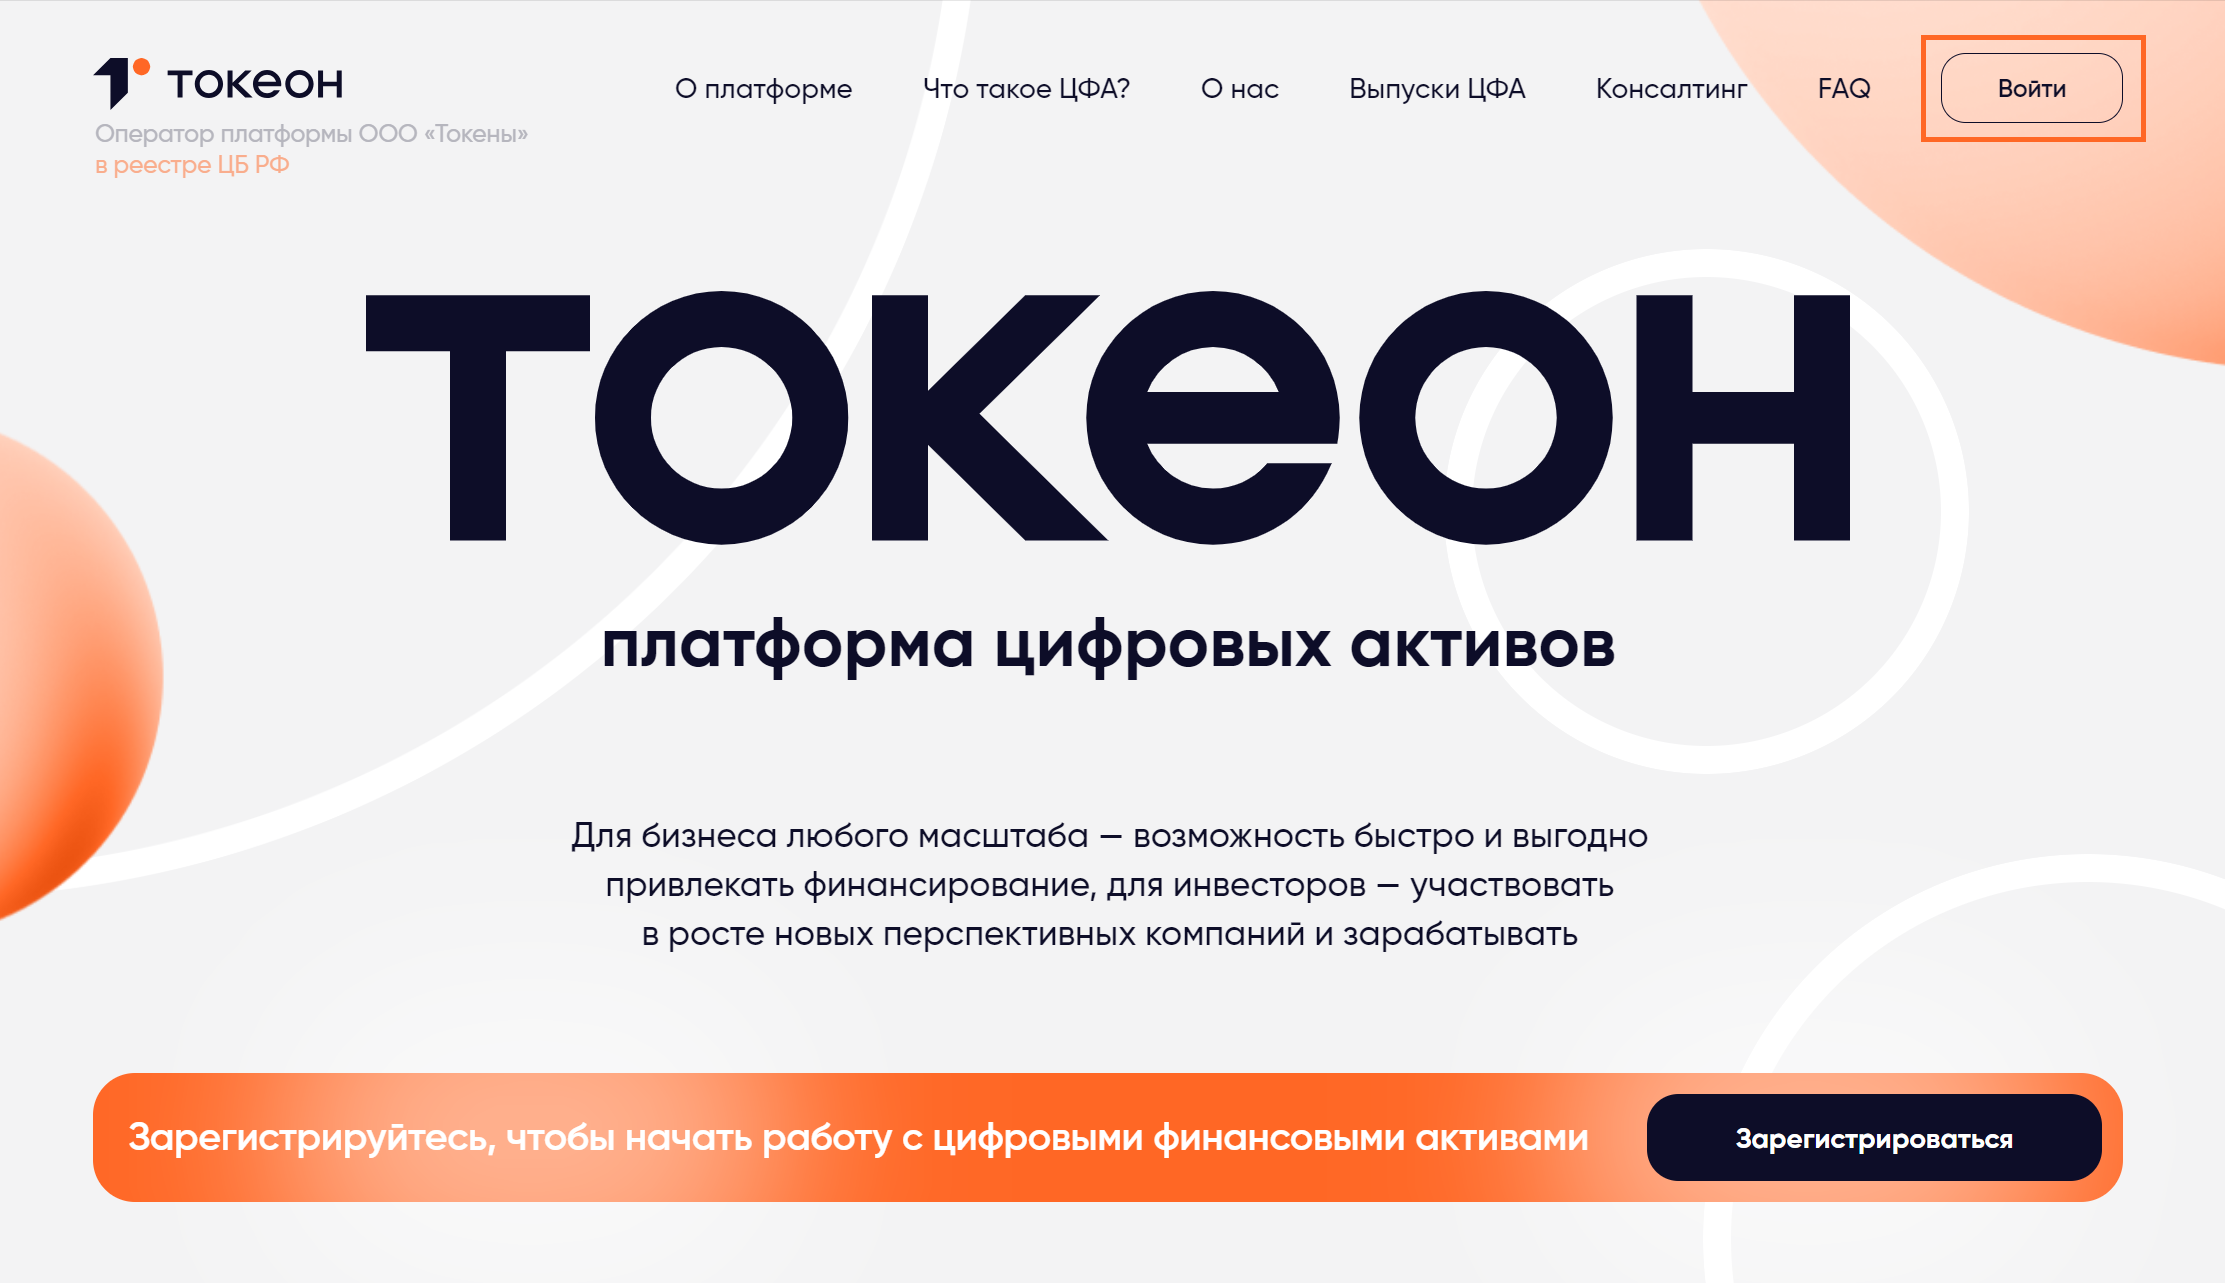 токеон
Оператор платформы ООО «Токены»
в реестре ЦБ РФ
О платформе
Что такое ЦФА?
О нас
Выпуски ЦФА
Консалтинг
FAQ
Войти
токеон
платформа цифровых активов
Для бизнеса любого масштаба — возможность быстро и выгодно
привлекать финансирование, для инвесторов — участвовать
в росте новых перспективных компаний и зарабатывать
Зарегистрируйтесь, чтобы начать работу с цифровыми финансовыми активами
Зарегистрироваться